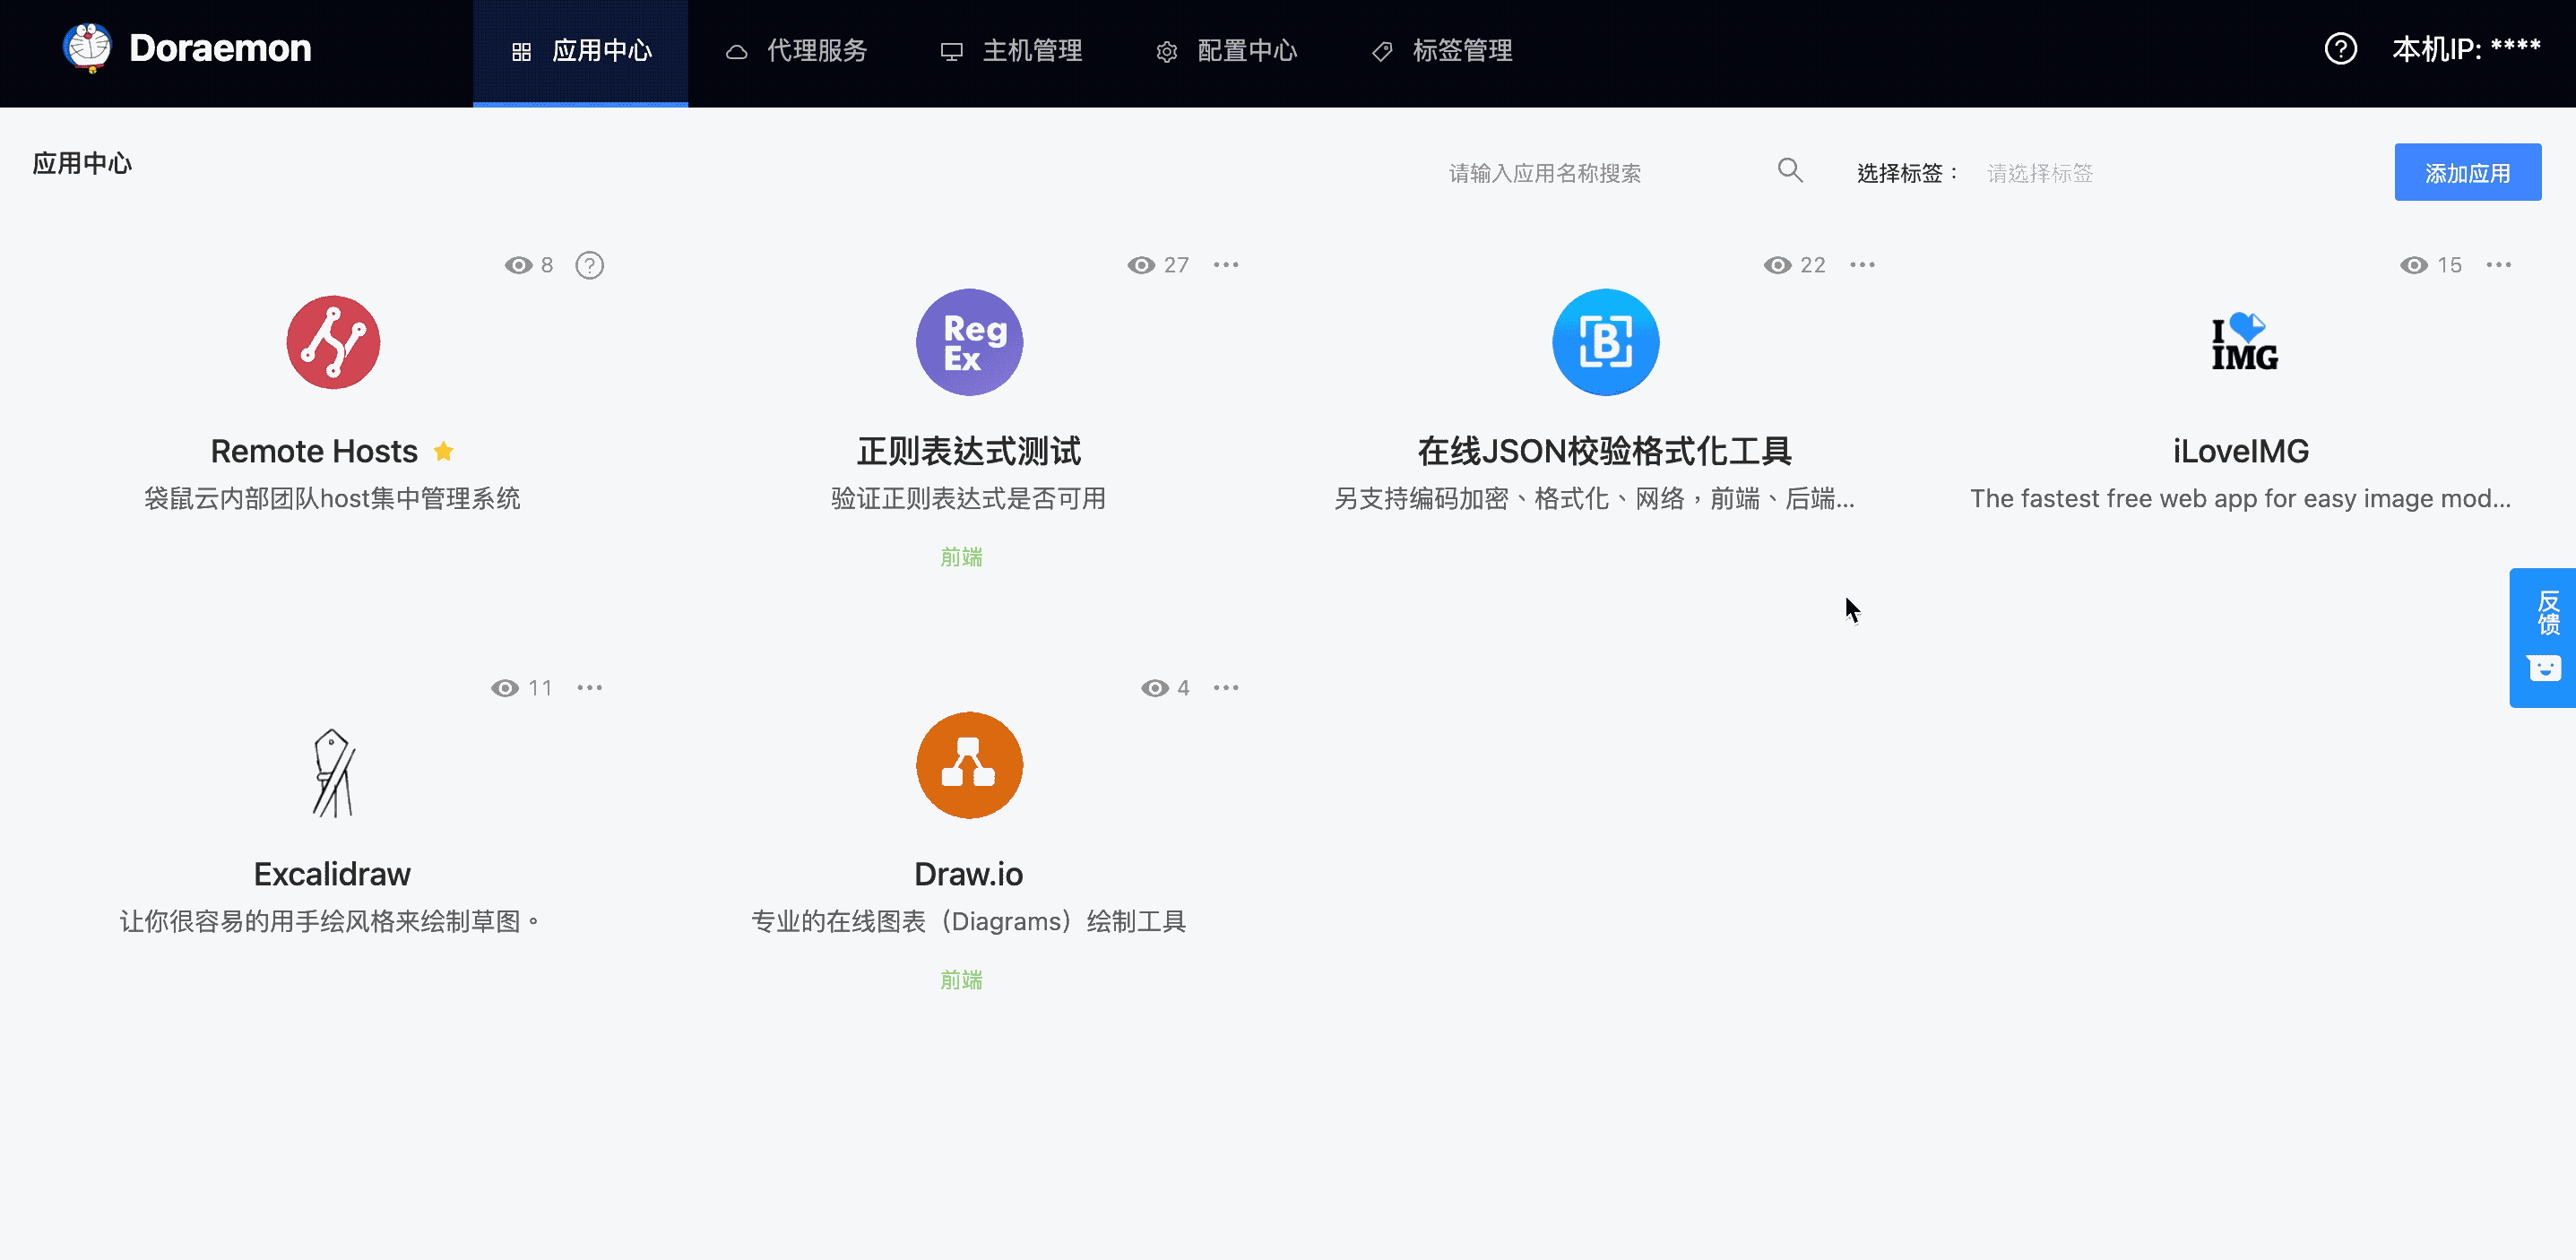 Doraemon
应用中心
代理服务
主机管理
配置中心
标签管理
本机IP: ****
应用中心
请输入应用名称搜索
选择标签：
请选择标签
添加应用
8
27
22
15
Reg
Ex
B
I
IMG
Remote Hosts
正则表达式测试
在线JSON校验格式化工具
iLoveIMG
袋鼠云内部团队host集中管理系统
验证正则表达式是否可用
另支持编码加密、格式化、网络，前端、后端...
The fastest free web app for easy image mod...
前端
反馈
11
4
Excalidraw
Draw.io
让你很容易的用手绘风格来绘制草图。
专业的在线图表（Diagrams）绘制工具
前端